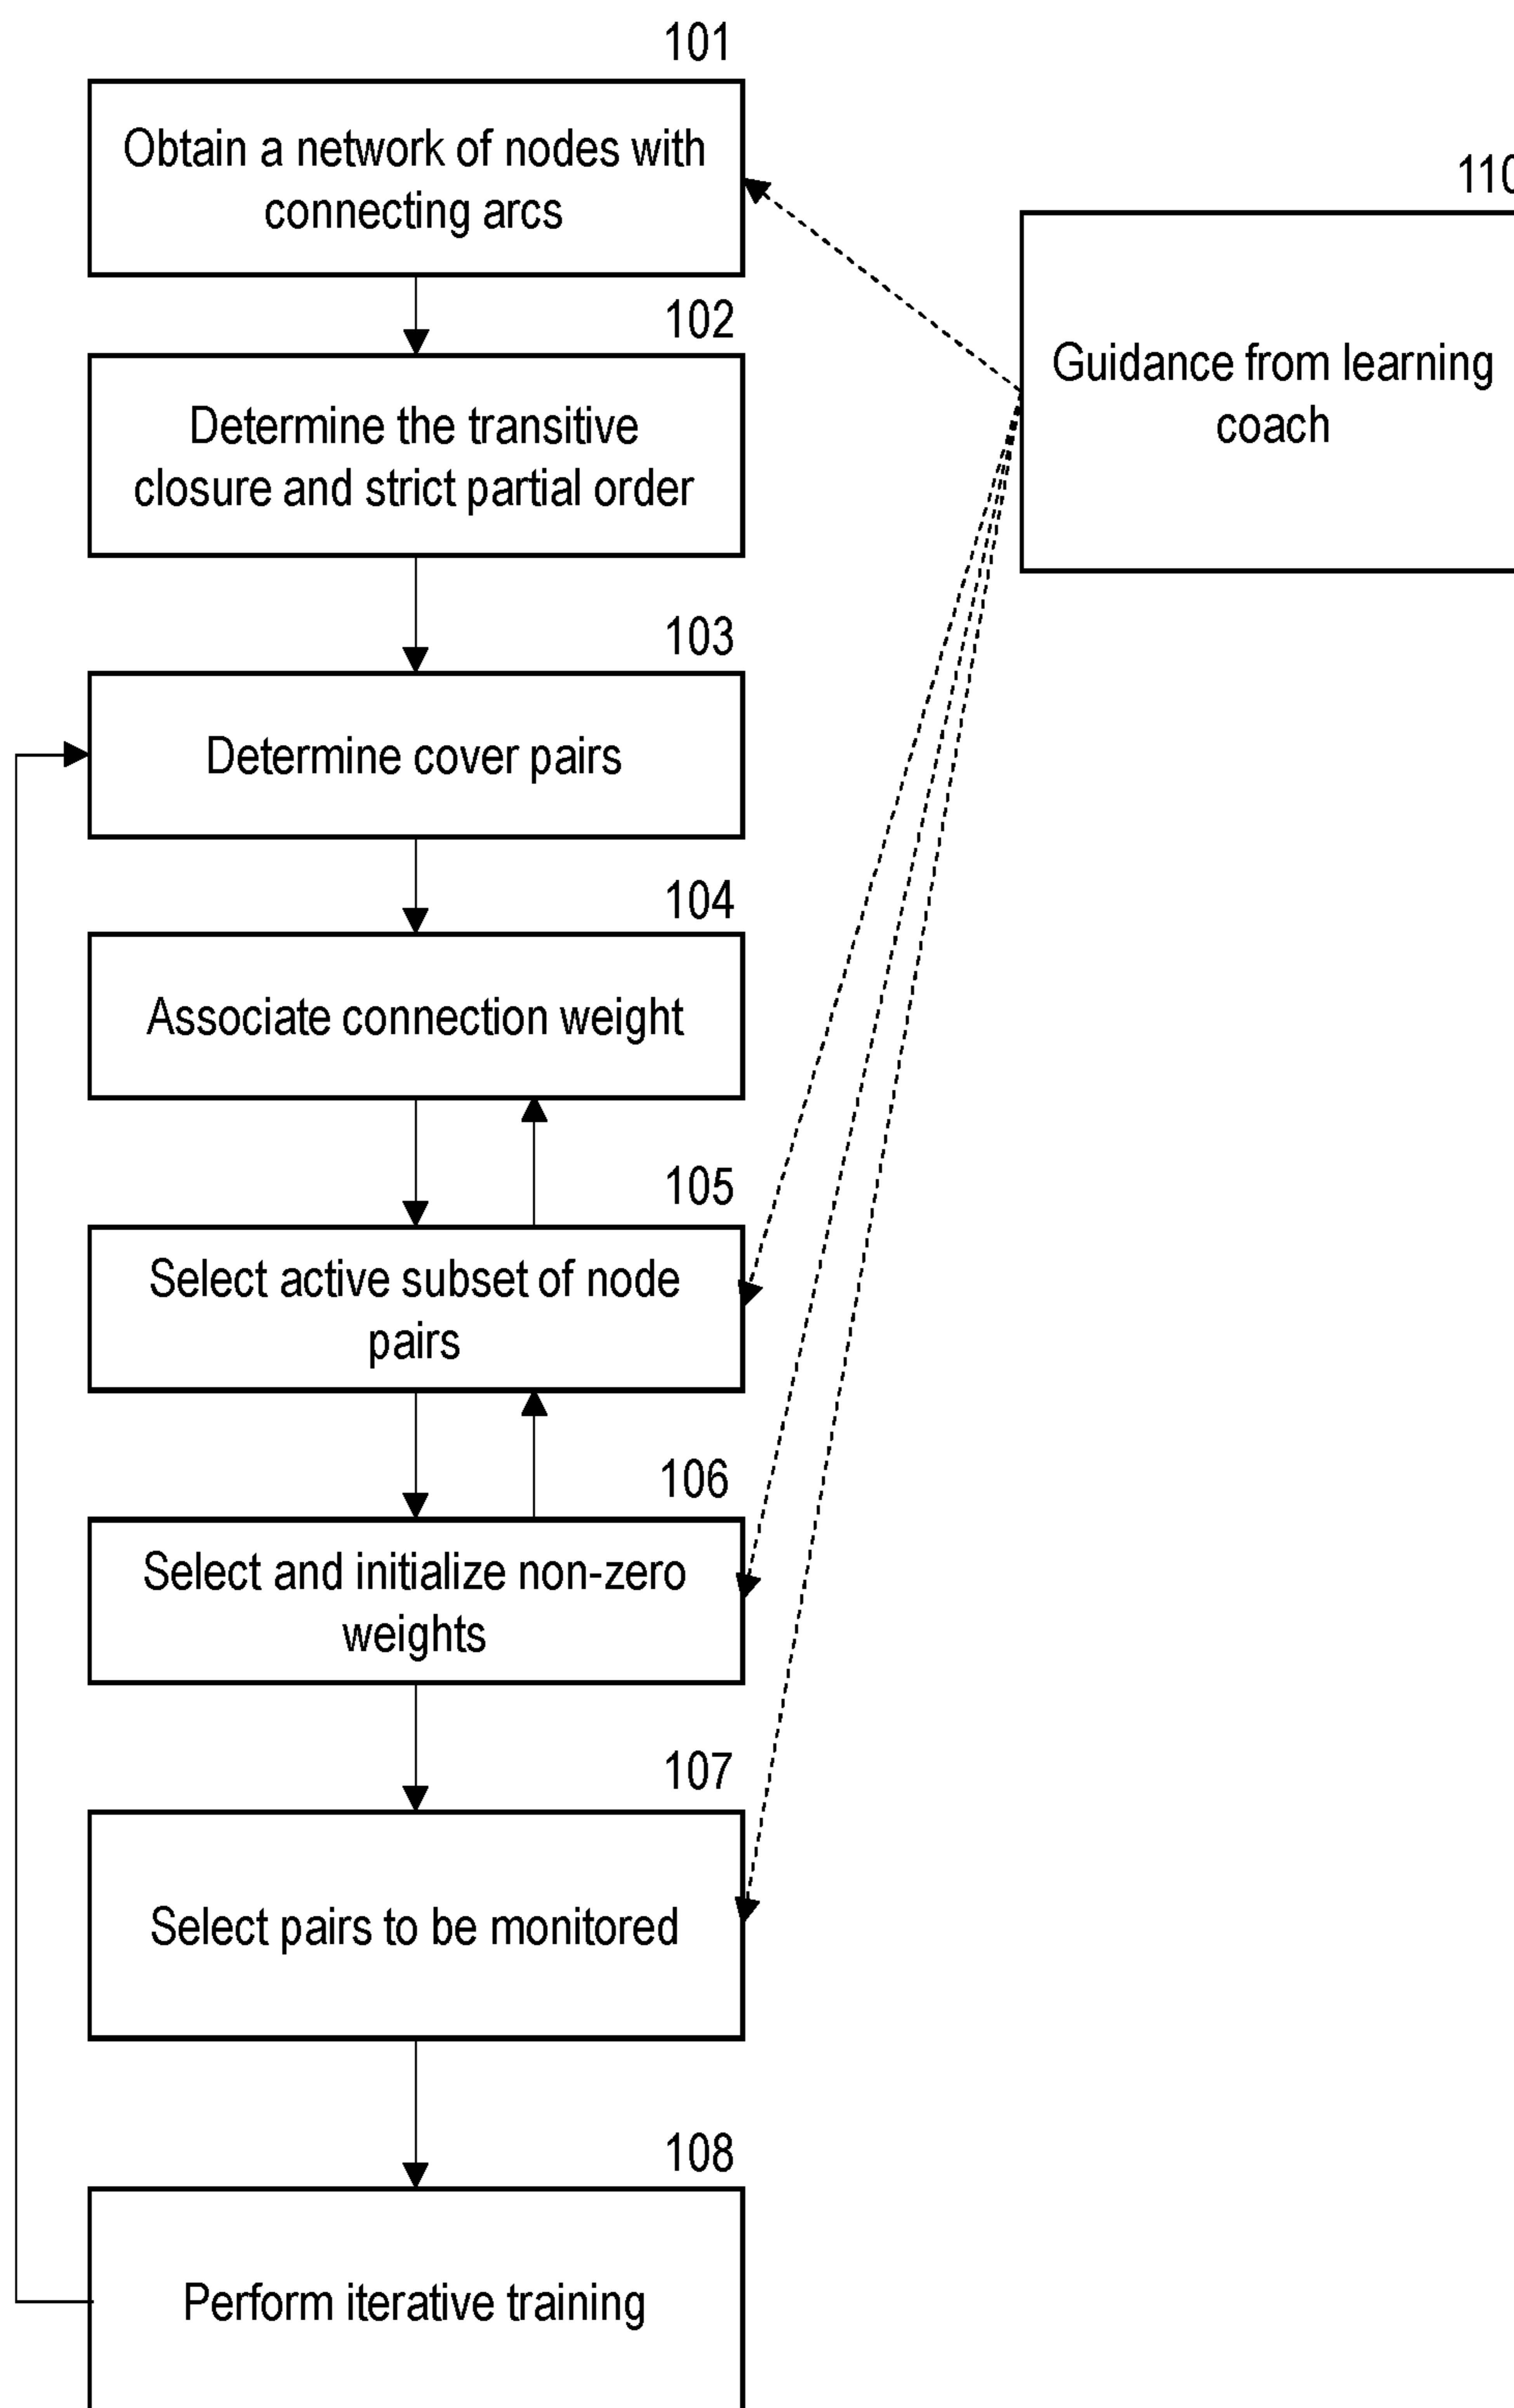 101
Obtain a network of nodes with
connecting arcs
110
Guidance from learning
coach
102
Determine the transitive
closure and strict partial order
103
Determine cover pairs
104
Associate connection weight
105
Select active subset of node
pairs
106
Select and initialize non-zero
weights
107
Select pairs to be monitored
108
Perform iterative training